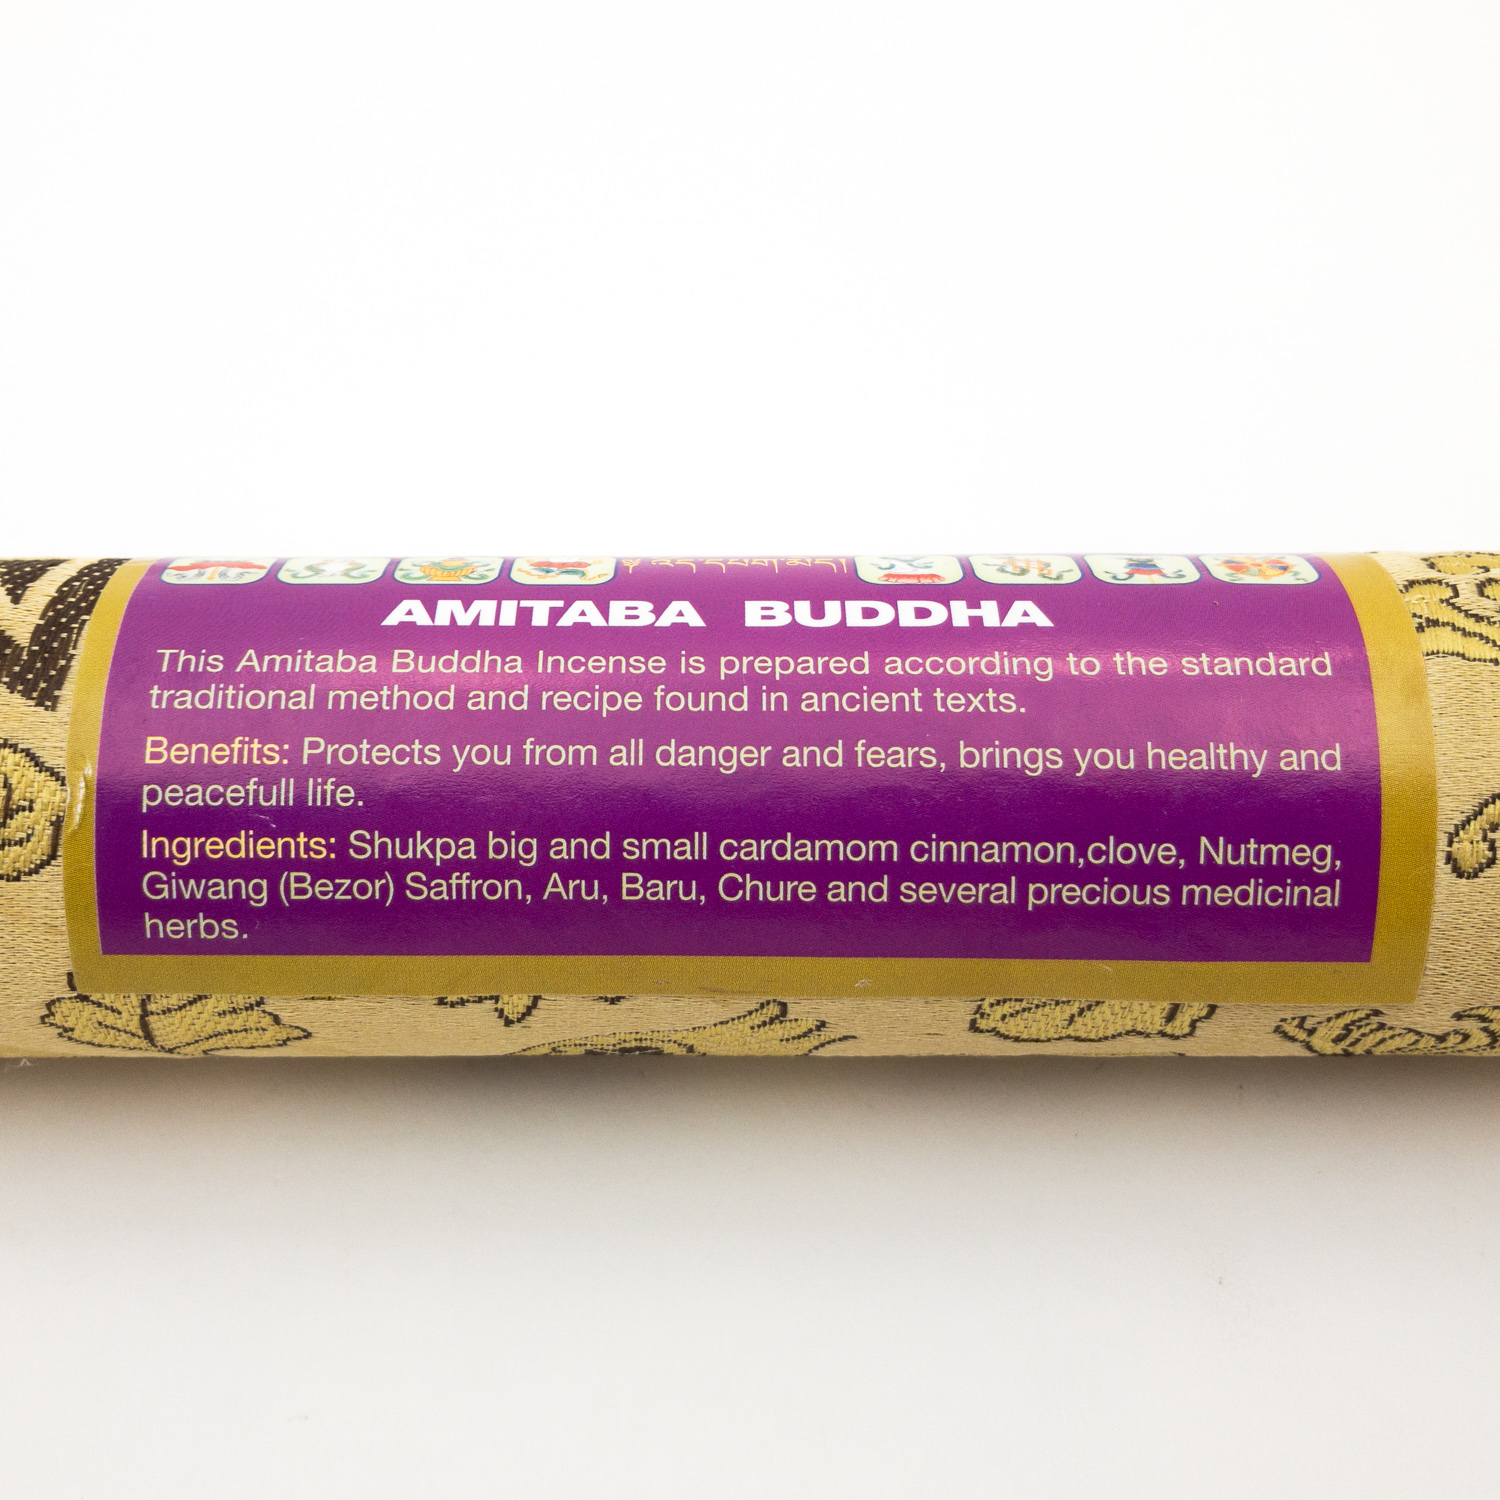 AMITABA BUDDHA
This Amitaba Buddha Incense is prepared according to the standard
traditional method and recipe found in ancient texts.
Benefits: Protects you from all danger and fears, brings you healthy and
peacefull life.
Ingredients: Shukpa big and small cardamom cinnamon,clove, Nutmeg,
Giwang (Bezor) Saffron, Aru, Baru, Chure and several precious medicinal
herbs.